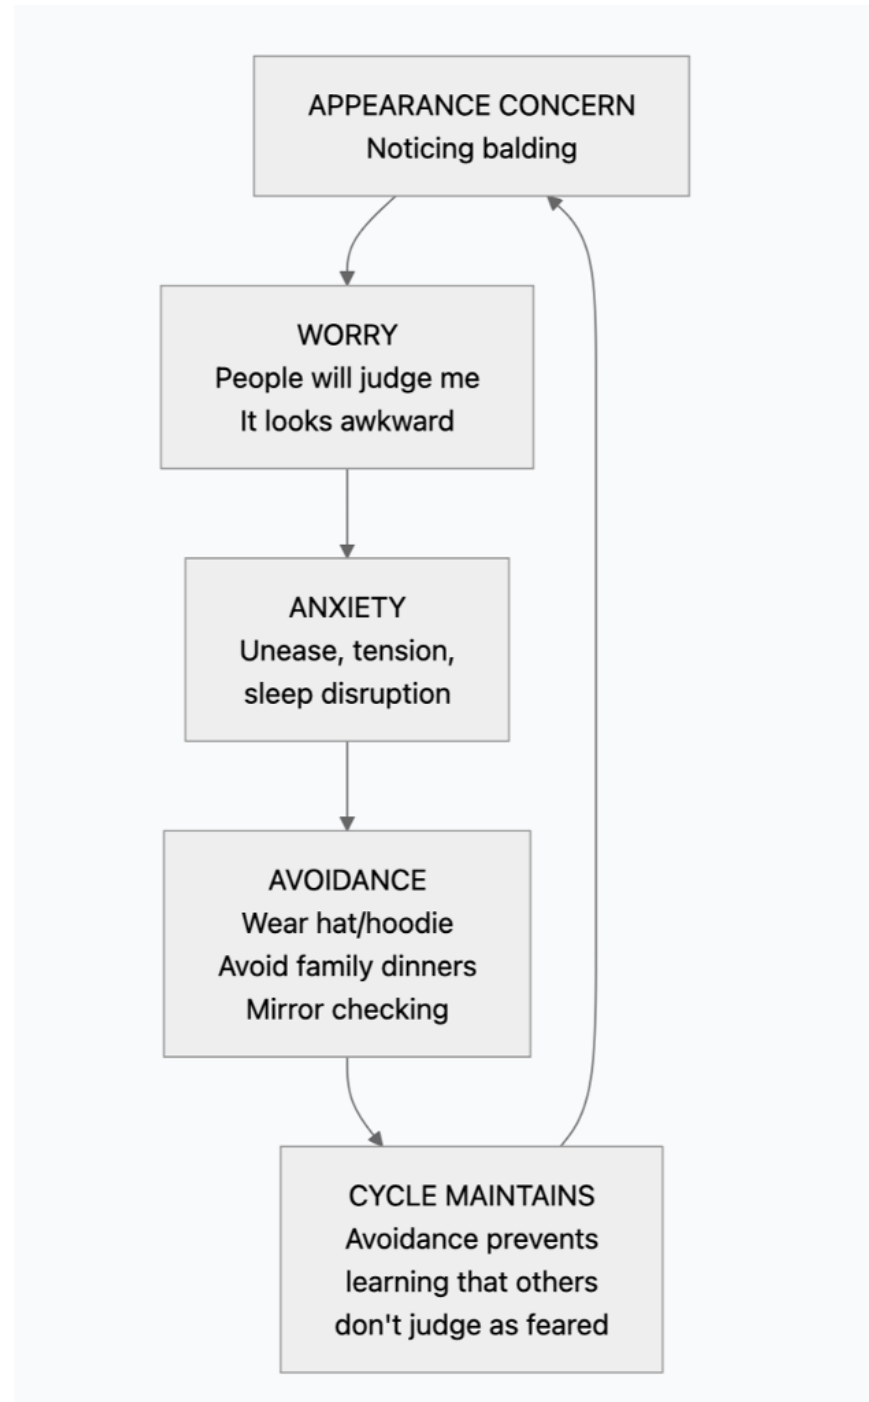 APPEARANCE CONCERN
Noticing balding
WORRY
People will judge me
It looks awkward
ANXIETY
Unease, tension,
sleep disruption
AVOIDANCE
Wear hat/hoodie
Avoid family dinners
Mirror checking
CYCLE MAINTAINS
Avoidance prevents
learning that others
don't judge as feared